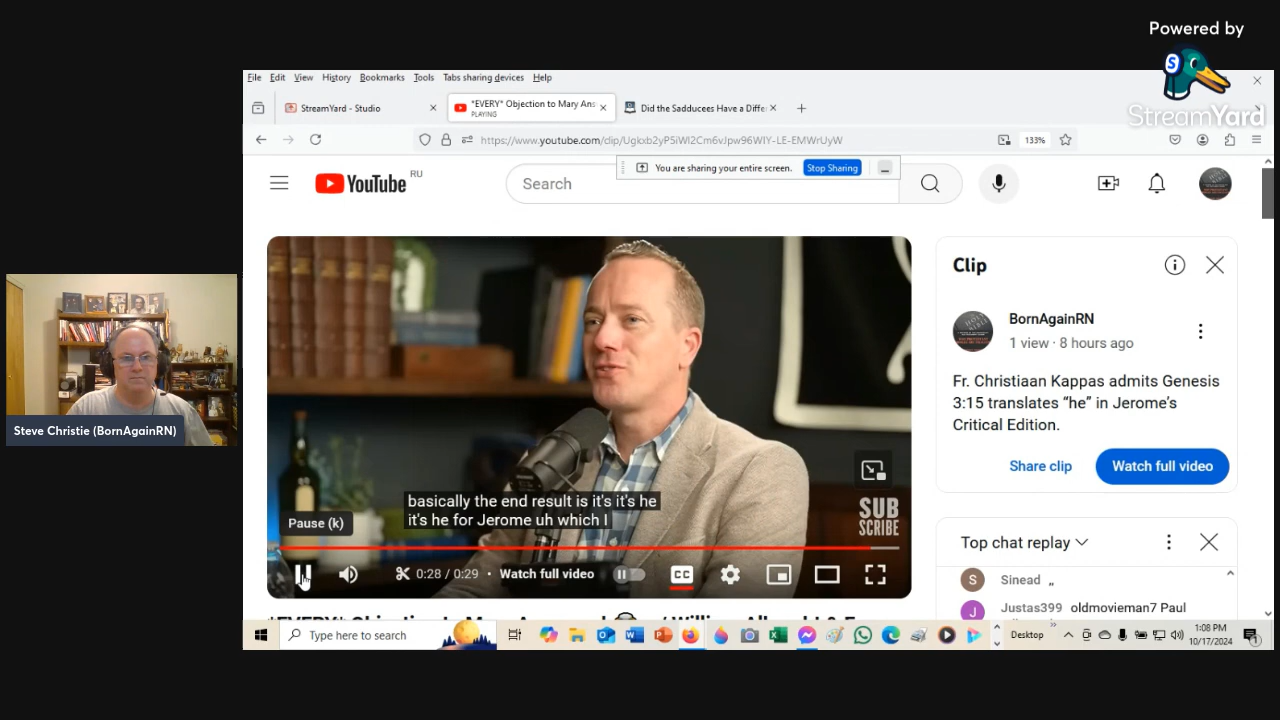 Powered by
StreamYard
File Edit View History Bookmarks Tools Tabs sharing devices Help
StreamYard - Studio
*EVERY* Objection to Mary Ans
PLAYING
Did the Sadducees Have a Diffe
https://www.youtube.com/clip/
133%
You are sharing your entire screen.
Stop Sharing
YouTube RU
Search
Clip
BornAgainRN
1 view · 8 hours ago
Fr. Christiaan Kappas admits Genesis
3:15 translates “he” in Jerome’s
Critical Edition.
Share clip
Watch full video
Steve Christie (BornAgainRN)
basically the end result is it's it's he
it's he for Jerome uh which I
SUB
SCRIBE
Pause (k)
0:28 / 0:29 • Watch full video
CC
Top chat replay
S Sinead „
J Justas399 oldmovieman7 Paul
Type here to search
Desktop
1:08 PM
10/17/2024